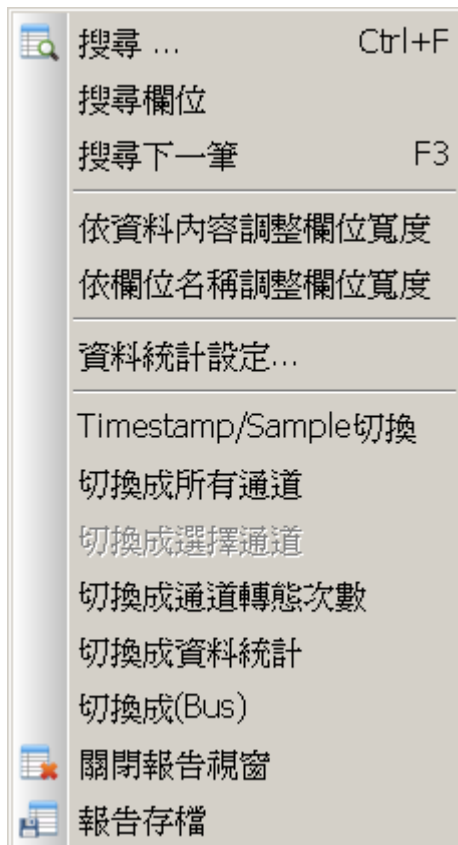 搜尋 ... Ctrl+F
搜尋欄位
搜尋下一筆 F3
依資料內容調整欄位寬度
依欄位名稱調整欄位寬度
資料統計設定...
Timestamp/Sample切換
切換成所有通道
切換成選擇通道
切換成通道轉態次數
切換成資料統計
切換成(Bus)
關閉報告視窗
報告存檔